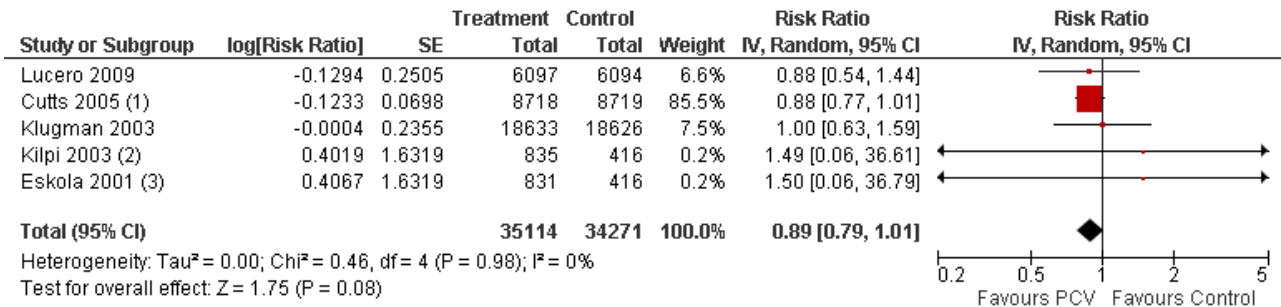 Treatment Control Risk Ratio Risk Ratio
Study or Subgroup log[Risk Ratio] SE Total Total Weight IV, Random, 95% CI IV, Random, 95% CI
Lucero 2009 -0.1294 0.2505 6097 6094 6.6% 0.88 [0.54, 1.44]
Cutts 2005 (1) -0.1233 0.0698 8718 8719 85.5% 0.88 [0.77, 1.01]
Klugman 2003 -0.0004 0.2355 18633 18626 7.5% 1.00 [0.63, 1.59]
Kilpi 2003 (2) 0.4019 1.6319 835 416 0.2% 1.49 [0.06, 36.61]
Eskola 2001 (3) 0.4067 1.6319 831 416 0.2% 1.50 [0.06, 36.79]
Total (95% CI) 35114 34271 100.0% 0.89 [0.79, 1.01]
Heterogeneity: Tau² = 0.00; Chi² = 0.46, df = 4 (P = 0.98); I² = 0%
Test for overall effect: Z = 1.75 (P = 0.08)
0.2 0.5 1 2 5
Favours PCV Favours Control